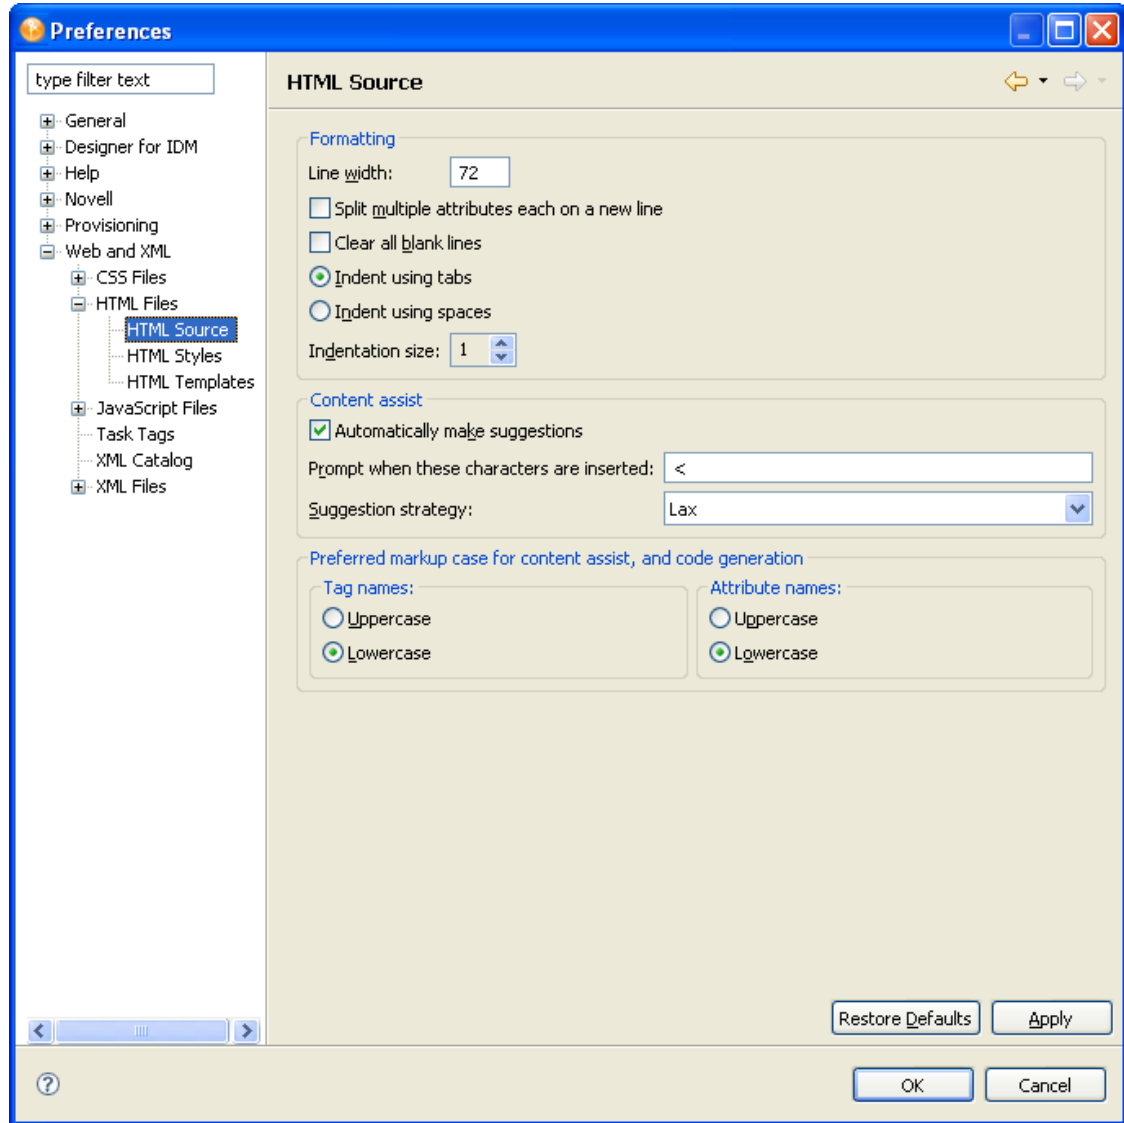 Preferences
type filter text
HTML Source
General
Designer for IDM
Help
Novell
Provisioning
Web and XML
CSS Files
HTML Files
HTML Source
HTML Styles
HTML Templates
JavaScript Files
Task Tags
XML Catalog
XML Files
Formatting
Line width: 72
Split multiple attributes each on a new line
Clear all blank lines
Indent using tabs
Indent using spaces
Indentation size: 1
Content assist
Automatically make suggestions
Prompt when these characters are inserted: <
Suggestion strategy: Lax
Preferred markup case for content assist, and code generation
Tag names:
Uppercase
Lowercase
Attribute names:
Uppercase
Lowercase
Restore Defaults Apply
? OK Cancel